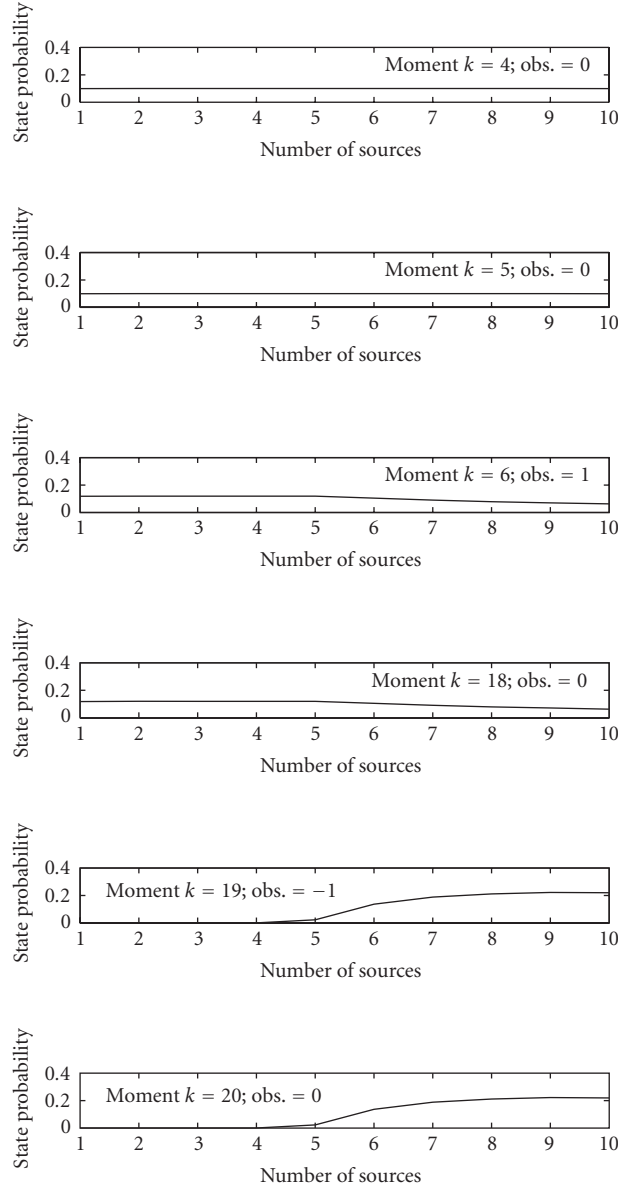 State probability
0.4
0.2
0
Moment k = 4; obs. = 0
1 2 3 4 5 6 7 8 9 10
Number of sources
State probability
0.4
0.2
0
Moment k = 5; obs. = 0
1 2 3 4 5 6 7 8 9 10
Number of sources
State probability
0.4
0.2
0
Moment k = 6; obs. = 1
1 2 3 4 5 6 7 8 9 10
Number of sources
State probability
0.4
0.2
0
Moment k = 18; obs. = 0
1 2 3 4 5 6 7 8 9 10
Number of sources
State probability
0.4
0.2
0
Moment k = 19; obs. = −1
1 2 3 4 5 6 7 8 9 10
Number of sources
State probability
0.4
0.2
0
Moment k = 20; obs. = 0
1 2 3 4 5 6 7 8 9 10
Number of sources